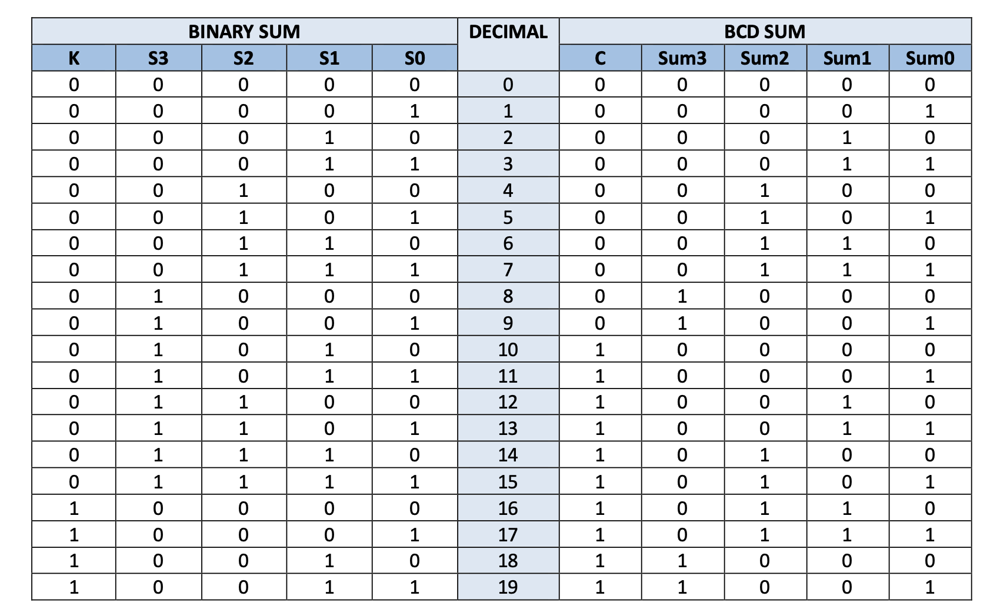 BINARY SUM DECIMAL BCD SUM
K S3 S2 S1 S0 C Sum3 Sum2 Sum1 Sum0
0 0 0 0 0 0 0 0 0 0 0
0 0 0 0 1 1 0 0 0 0 1
0 0 0 1 0 2 0 0 0 1 0
0 0 0 1 1 3 0 0 0 1 1
0 0 1 0 0 4 0 0 1 0 0
0 0 1 0 1 5 0 0 1 0 1
0 0 1 1 0 6 0 0 1 1 0
0 0 1 1 1 7 0 0 1 1 1
0 1 0 0 0 8 0 1 0 0 0
0 1 0 0 1 9 0 1 0 0 1
0 1 0 1 0 10 1 0 0 0 0
0 1 0 1 1 11 1 0 0 0 1
0 1 1 0 0 12 1 0 0 1 0
0 1 1 0 1 13 1 0 0 1 1
0 1 1 1 0 14 1 0 1 0 0
0 1 1 1 1 15 1 0 1 0 1
1 0 0 0 0 16 1 0 1 1 0
1 0 0 0 1 17 1 0 1 1 1
1 0 0 1 0 18 1 1 0 0 0
1 0 0 1 1 19 1 1 0 0 1